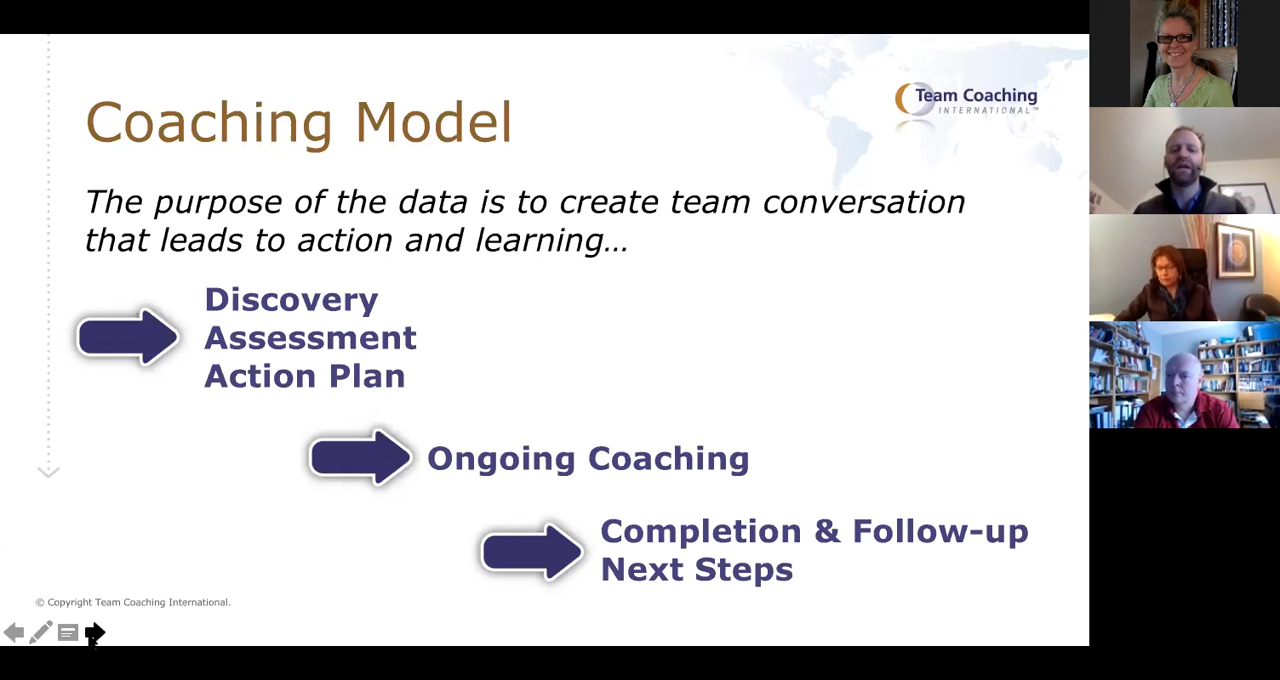 Coaching Model
Team Coaching
INTERNATIONAL™
The purpose of the data is to create team conversation
that leads to action and learning…
Discovery
Assessment
Action Plan
Ongoing Coaching
Completion & Follow-up
Next Steps
© Copyright Team Coaching International.